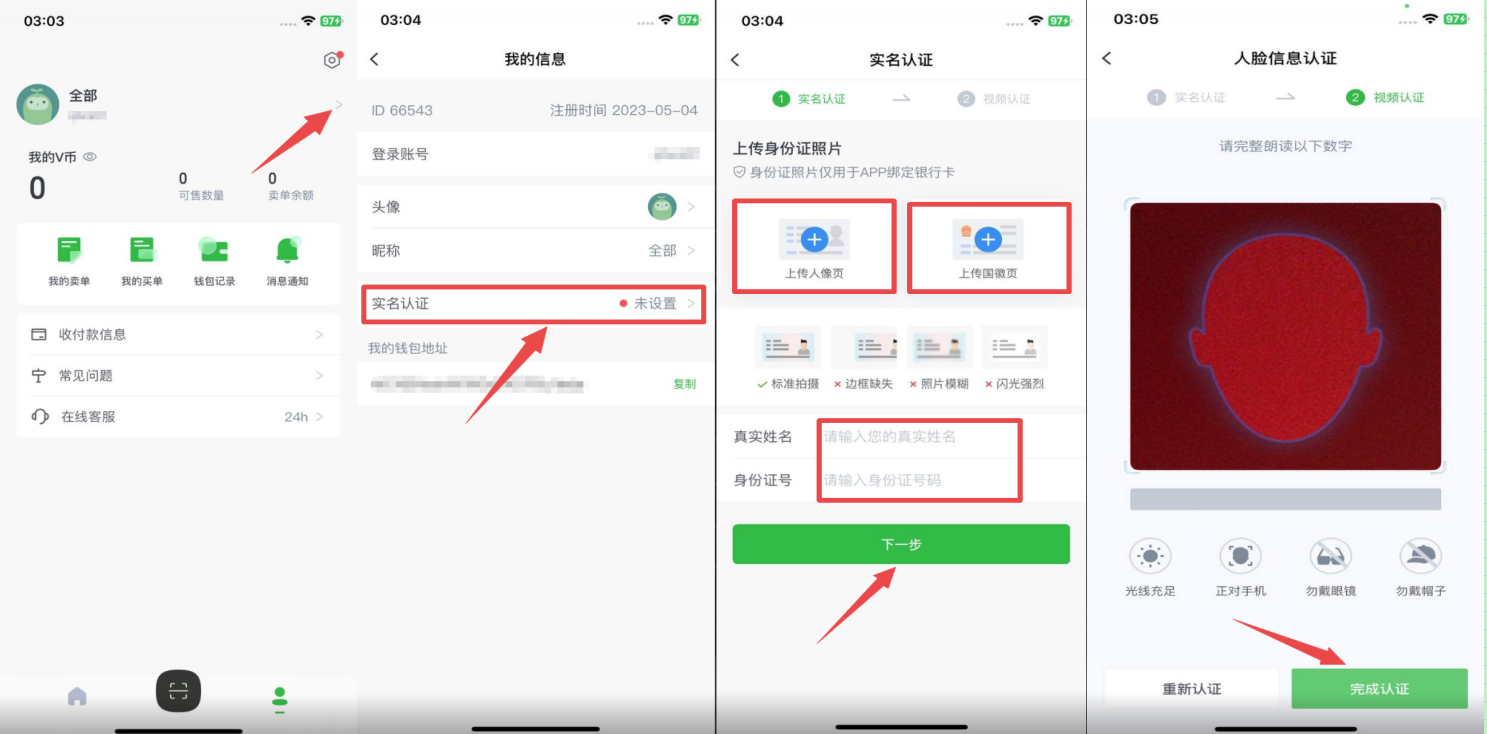 03:03
97
全部
我的V币
0
0
可售数量
0
卖单余额
我的卖单
我的买单
钱包记录
消息通知
收付款信息
常见问题
在线客服
24h
03:04
97
我的信息
ID 66543
注册时间 2023-05-04
登录账号
头像
昵称
全部
实名认证
未设置
我的钱包地址
复制
03:04
97
实名认证
1 实名认证
2 视频认证
上传身份证照片
身份证照片仅用于APP绑定银行卡
上传人像页
上传国徽页
标准拍摄
边框缺失
照片模糊
闪光强烈
真实姓名
请输入您的真实姓名
身份证号
请输入身份证号码
下一步
03:05
97
人脸信息认证
1 实名认证
2 视频认证
请完整朗读以下数字
光线充足
正对手机
勿戴眼镜
勿戴帽子
重新认证
完成认证